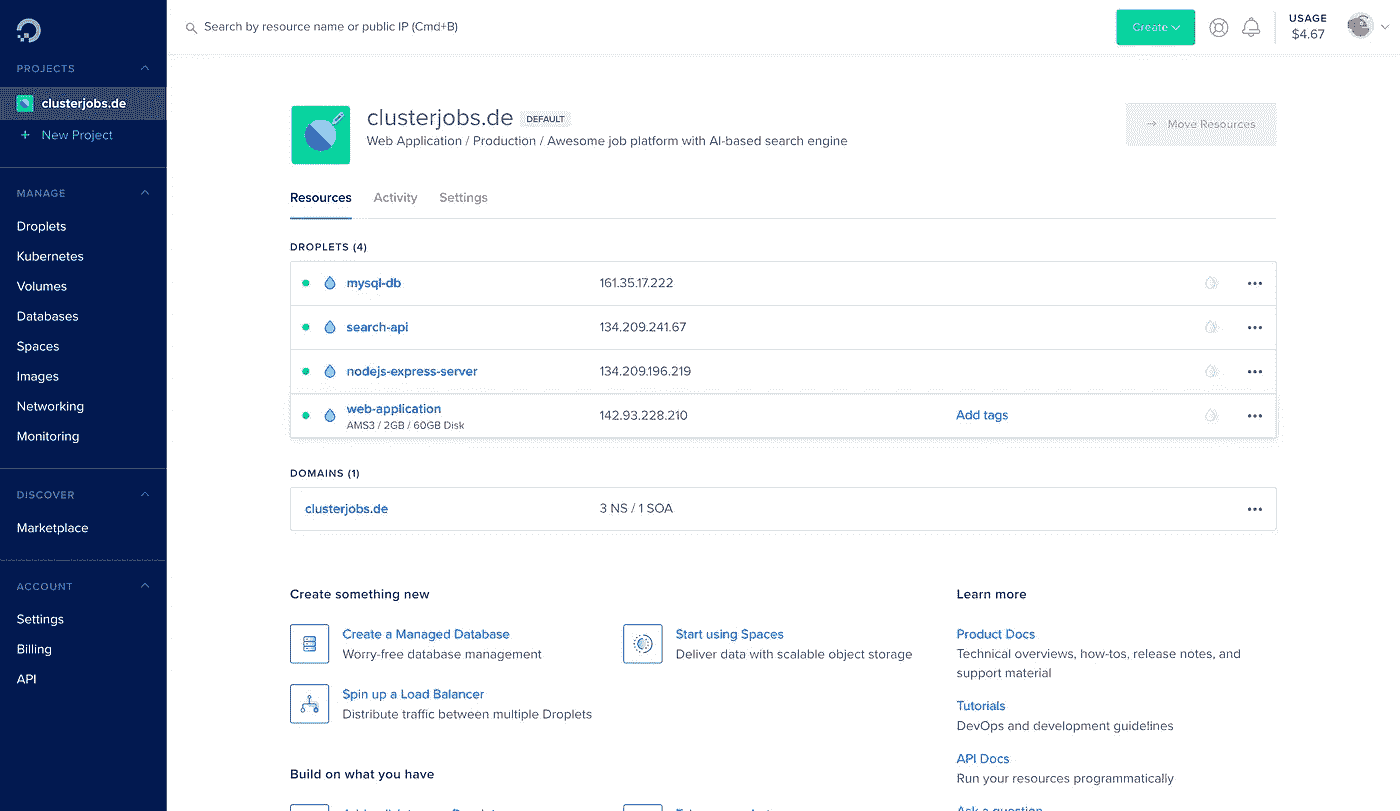 Search by resource name or public IP (Cmd+B)
Create
USAGE
$4.67
PROJECTS
clusterjobs.de
+ New Project
MANAGE
Droplets
Kubernetes
Volumes
Databases
Spaces
Images
Networking
Monitoring
DISCOVER
Marketplace
ACCOUNT
Settings
Billing
API
clusterjobs.de DEFAULT
Web Application / Production / Awesome job platform with AI-based search engine
→ Move Resources
Resources Activity Settings
DROPLETS (4)
mysql-db 161.35.17.222
search-api 134.209.241.67
nodejs-express-server 134.209.196.219
web-application 142.93.228.210 Add tags
AMS3 / 2GB / 60GB Disk
DOMAINS (1)
clusterjobs.de 3 NS / 1 SOA
Create something new
Create a Managed Database
Worry-free database management
Start using Spaces
Deliver data with scalable object storage
Spin up a Load Balancer
Distribute traffic between multiple Droplets
Build on what you have
Learn more
Product Docs
Technical overviews, how-tos, release notes, and
support material
Tutorials
DevOps and development guidelines
API Docs
Run your resources programmatically
Ask a question